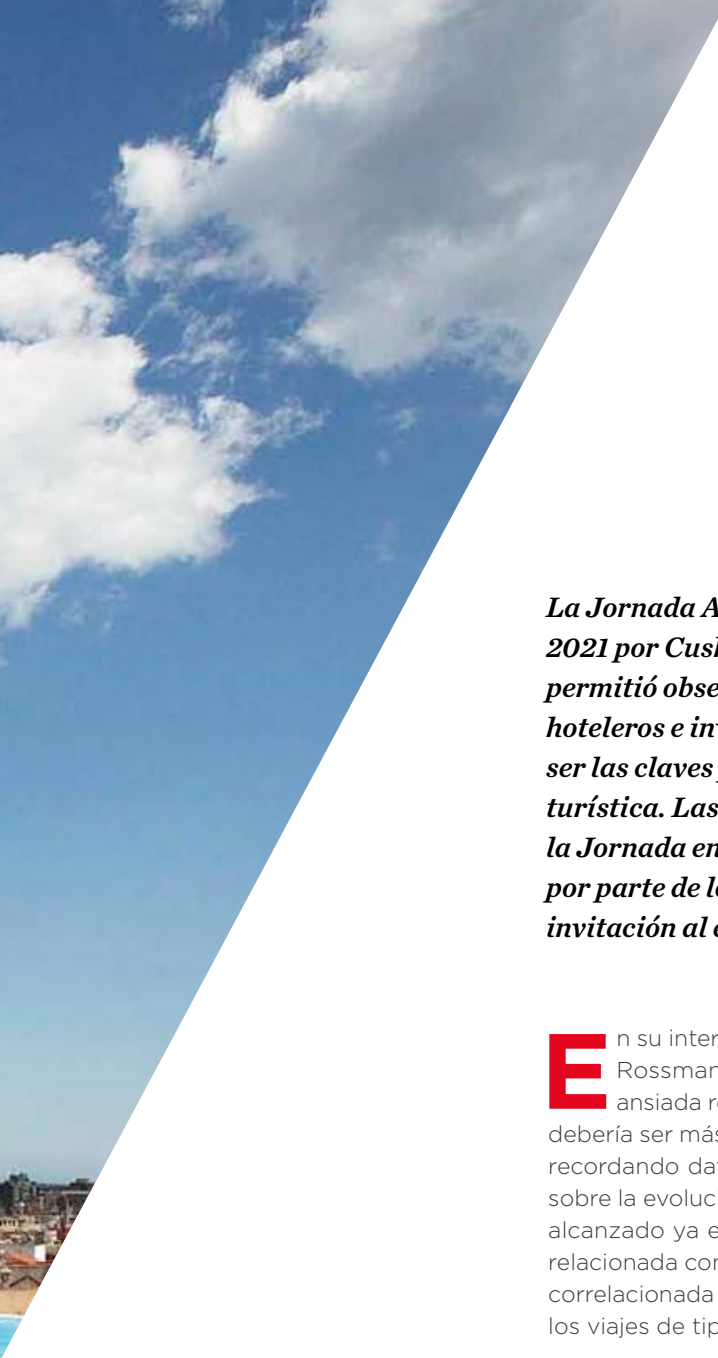 La Jornada A
2021 por Cus
permitió obse
hoteleros e in
ser las claves
turística. Las
la Jornada en
por parte de l
invitación al e
En su inter
Rossman
ansiada r
debería ser más
recordando da
sobre la evoluc
alcanzado ya e
relacionada co
correlacionada
los viajes de tip